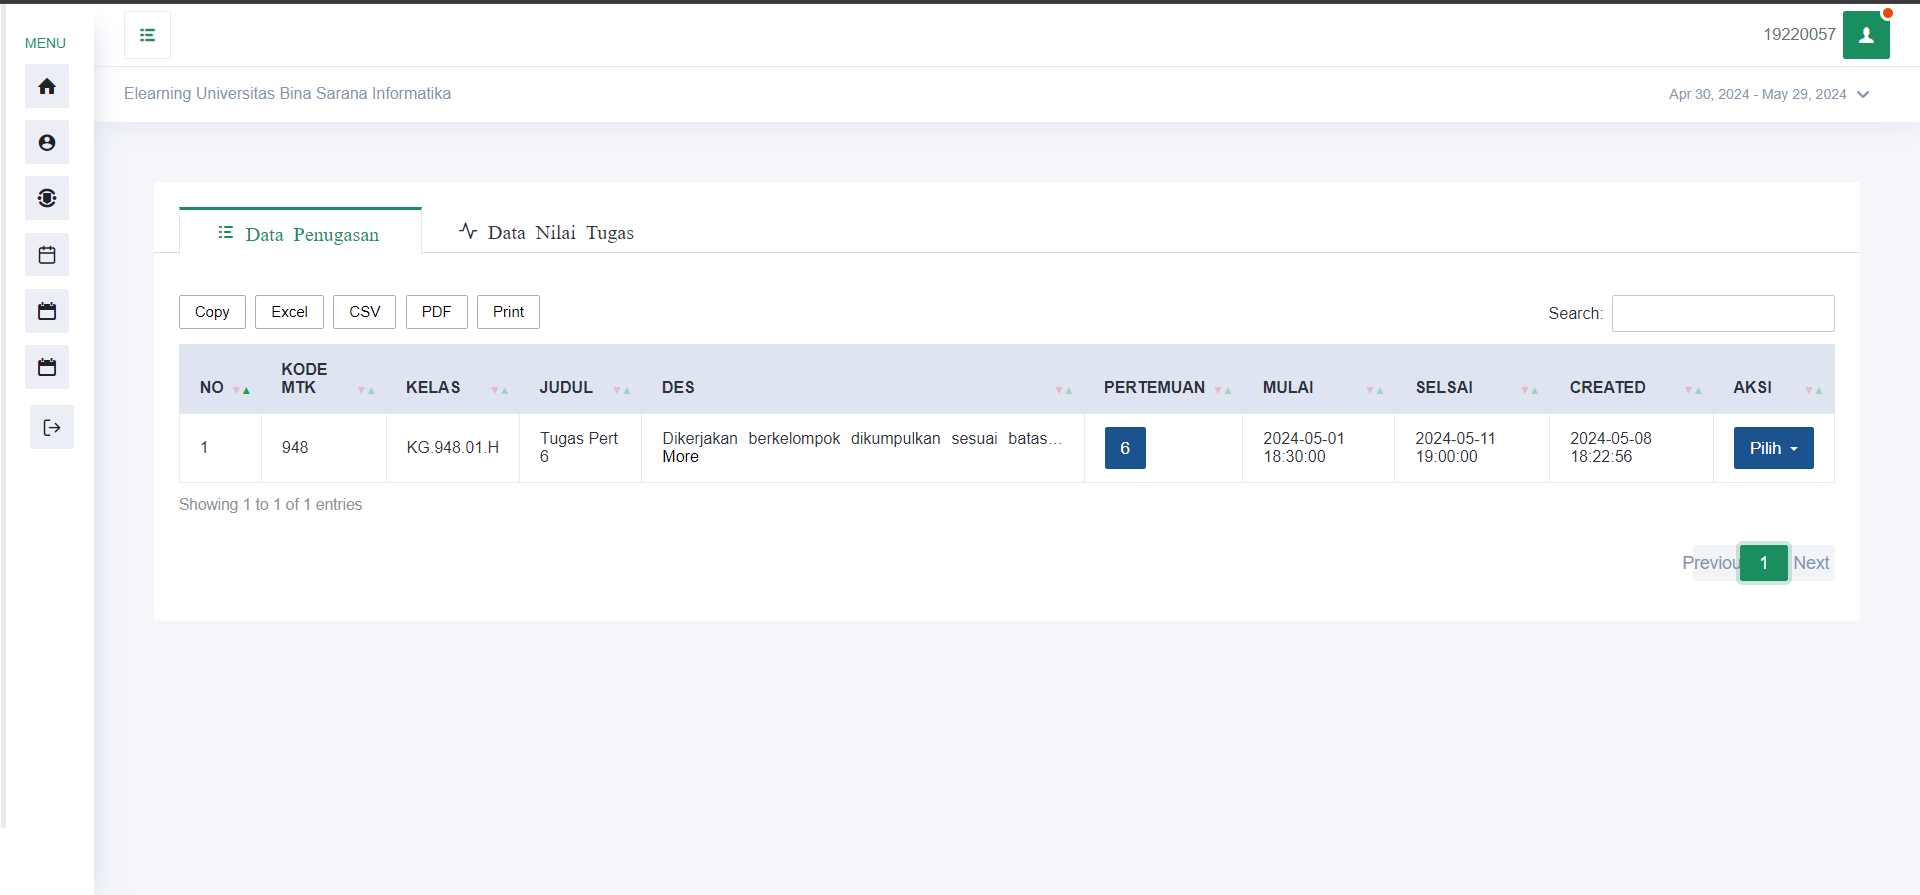 MENU
19220057
Elearning Universitas Bina Sarana Informatika
Apr 30, 2024 - May 29, 2024
Data Penugasan
Data Nilai Tugas
Copy
Excel
CSV
PDF
Print
Search:
NO
KODE
MTK
KELAS
JUDUL
DES
PERTEMUAN
MULAI
SELSAI
CREATED
AKSI
1
948
KG.948.01.H
Tugas Pert
6
Dikerjakan berkelompok dikumpulkan sesuai batas...
More
6
2024-05-01
18:30:00
2024-05-11
19:00:00
2024-05-08
18:22:56
Pilih
Showing 1 to 1 of 1 entries
Previou
1
Next